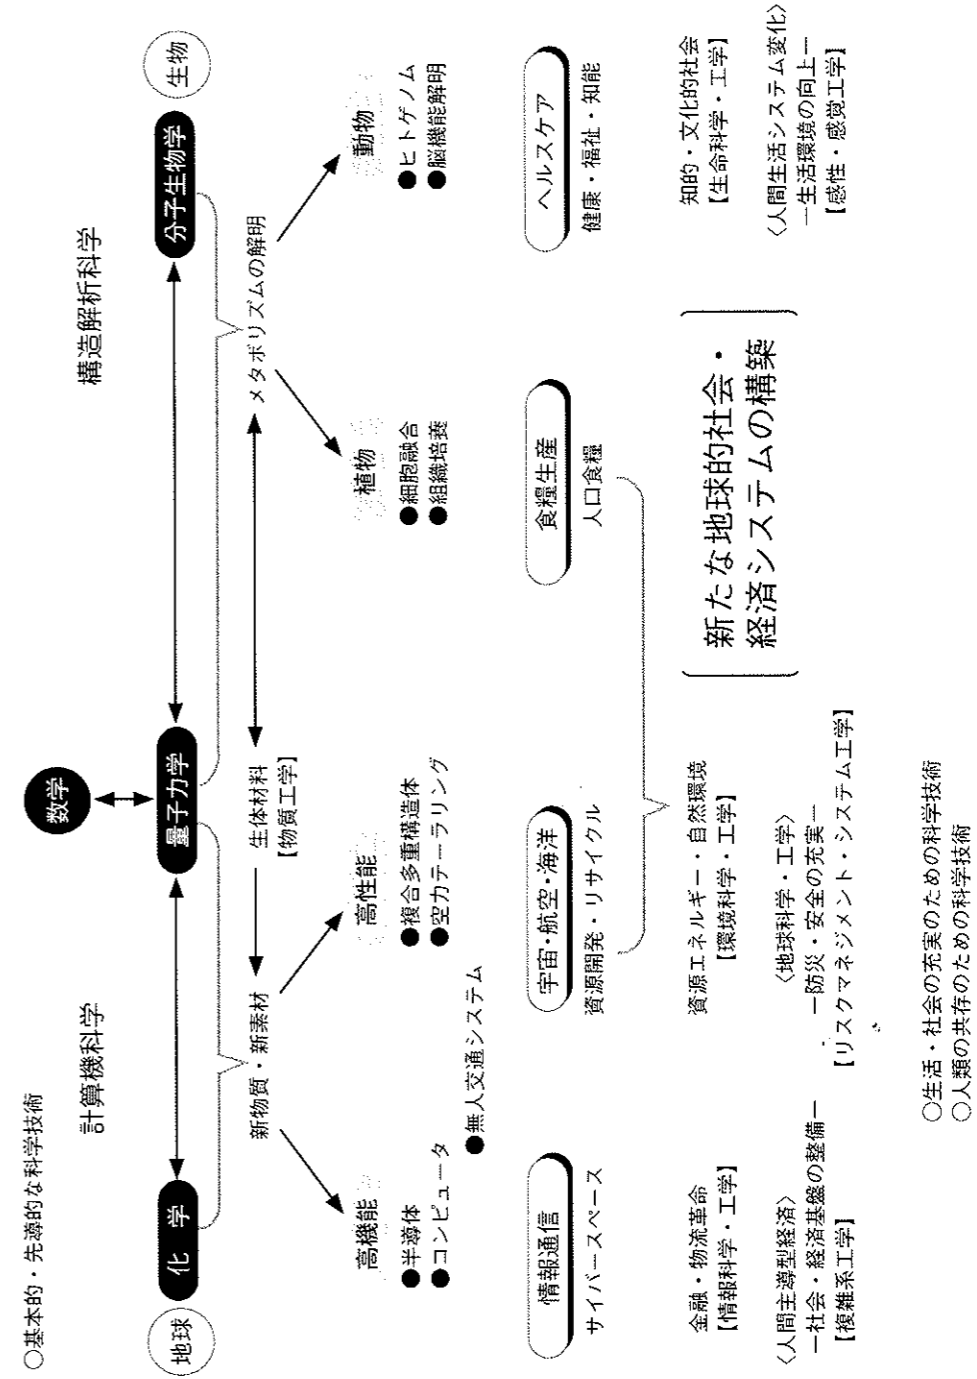 ○基本的・先導的な科学技術
数学
計算機科学
構造解析科学
地球
化 学
量子力学
分子生物学
生物
新物質・新素材
生体材料
【物質工学】
メタボリズムの解明
高機能
●半導体
●コンピュータ
●無人交通システム
高性能
●複合多重構造体
●空力テーラリング
植物
●細胞融合
●組織培養
動物
●ヒトゲノム
●脳機能解明
情報通信
サイバースペース
宇宙・航空・海洋
資源開発・リサイクル
食糧生産
人口食糧
ヘルスケア
健康・福祉・知能
金融・物流革命
【情報科学・工学】
〈人間主導型経済〉
ー社会・経済基盤の整備ー
【複雑系工学】
資源エネルギー・自然環境
【環境科学・工学】
〈地球科学・工学〉
ー防災・安全の充実ー
【リスクマネジメント・システム工学】
新たな地球的社会・
経済システムの構築
知的・文化的社会
【生命科学・工学】
〈人間生活システム変化〉
ー生活環境の向上ー
【感性・感覚工学】
○生活・社会の充実のための科学技術
○人類の共存のための科学技術